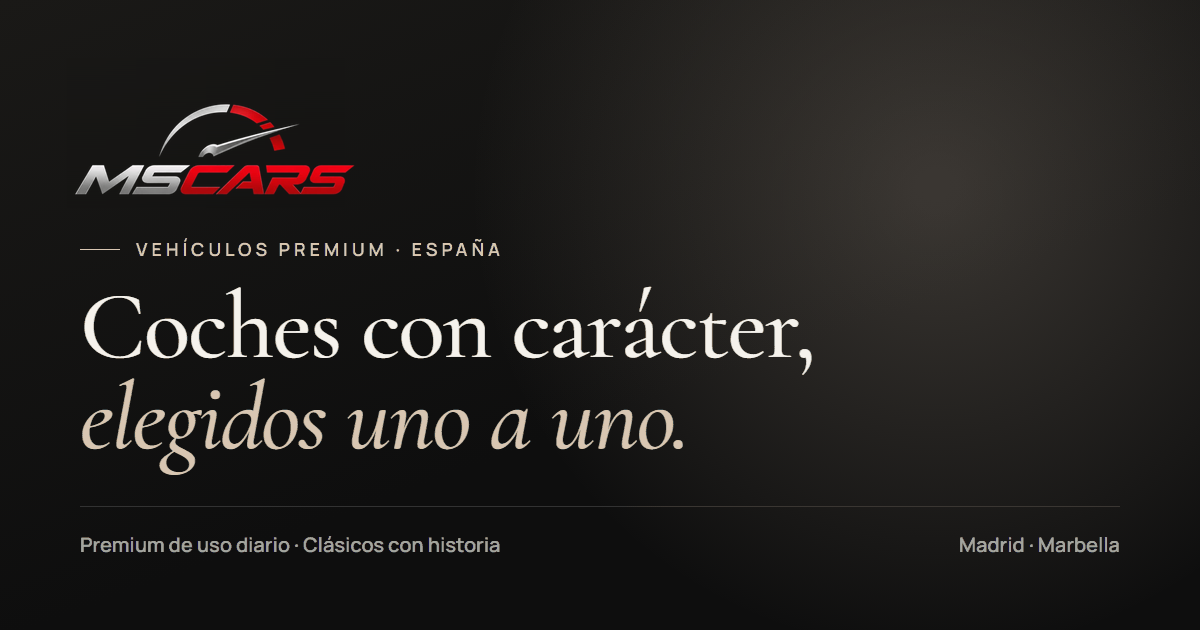 MSCARS
VEHÍCULOS PREMIUM · ESPAÑA
Coches con carácter,
elegidos uno a uno.
Premium de uso diario · Clásicos con historia
Madrid · Marbella